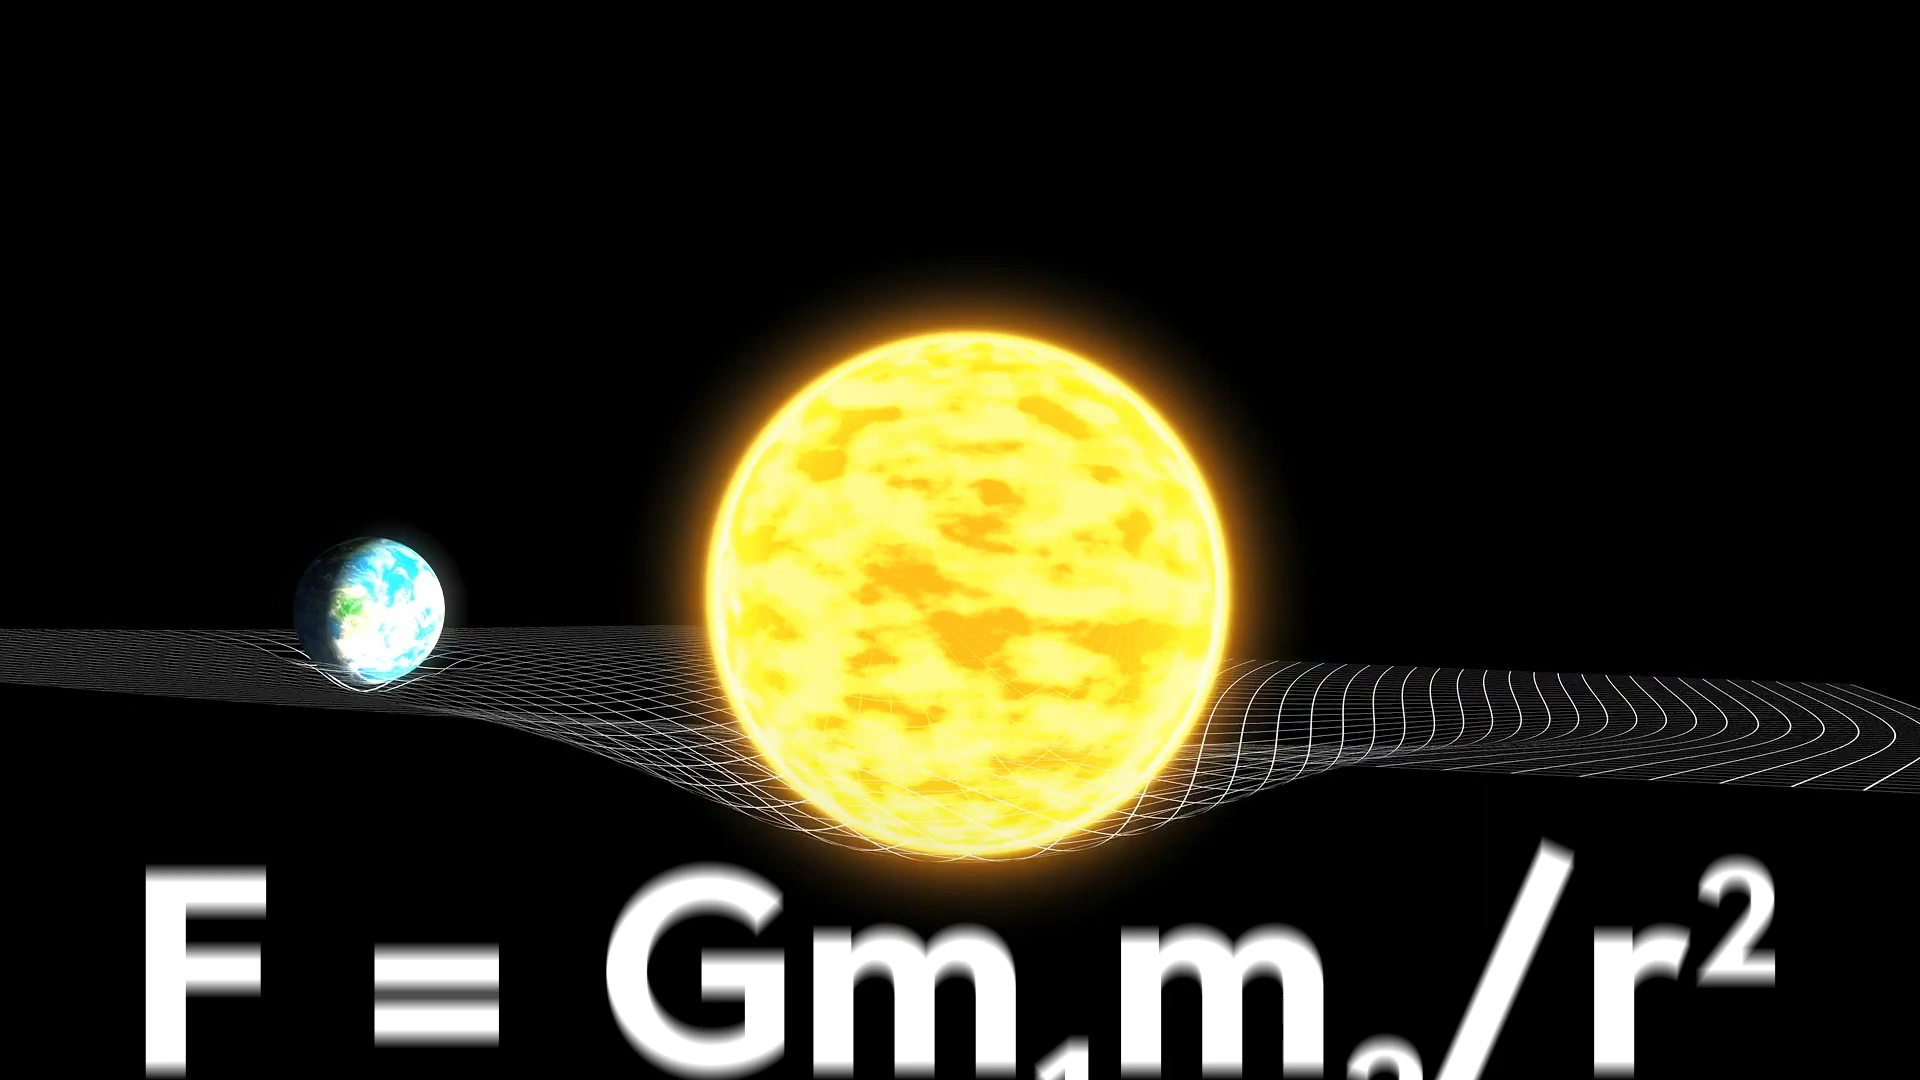 F = Gm₁m₂/r²